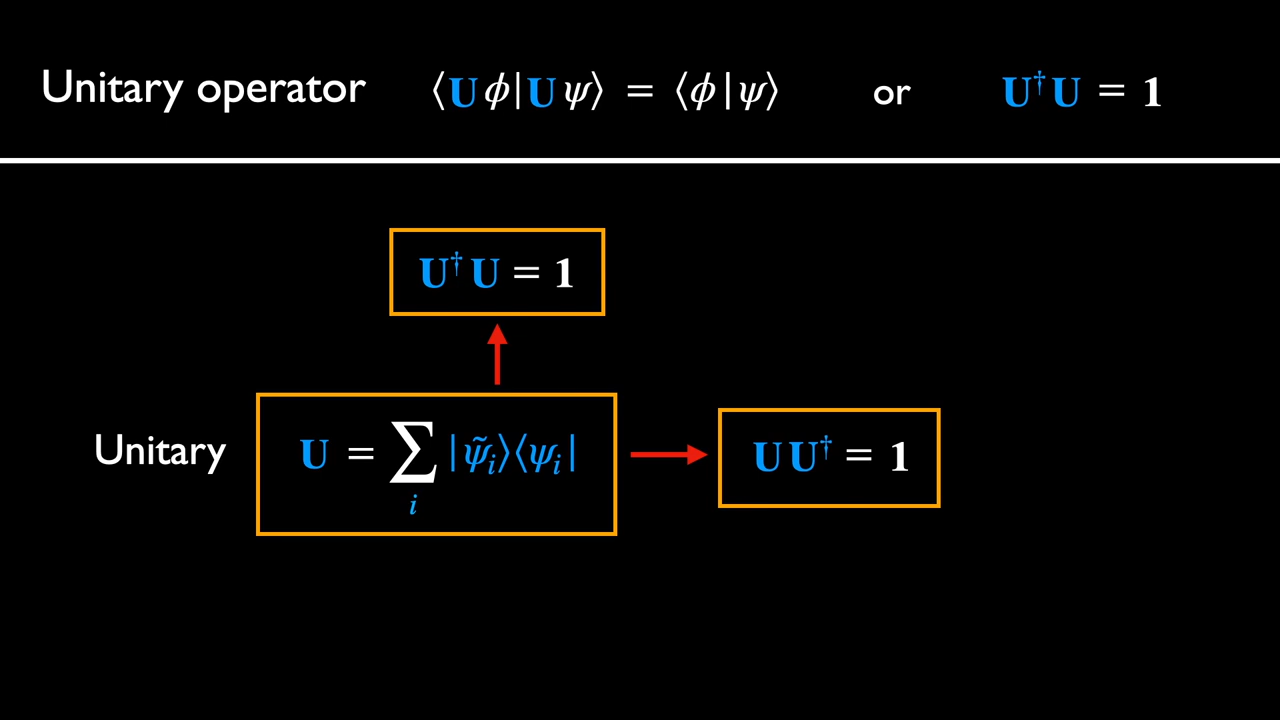 Unitary operator ⟨Uϕ|Uψ⟩ = ⟨ϕ|ψ⟩ or U†U = 1
U†U = 1
Unitary U = ∑ᵢ |ψ̃ᵢ⟩⟨ψᵢ| UU† = 1